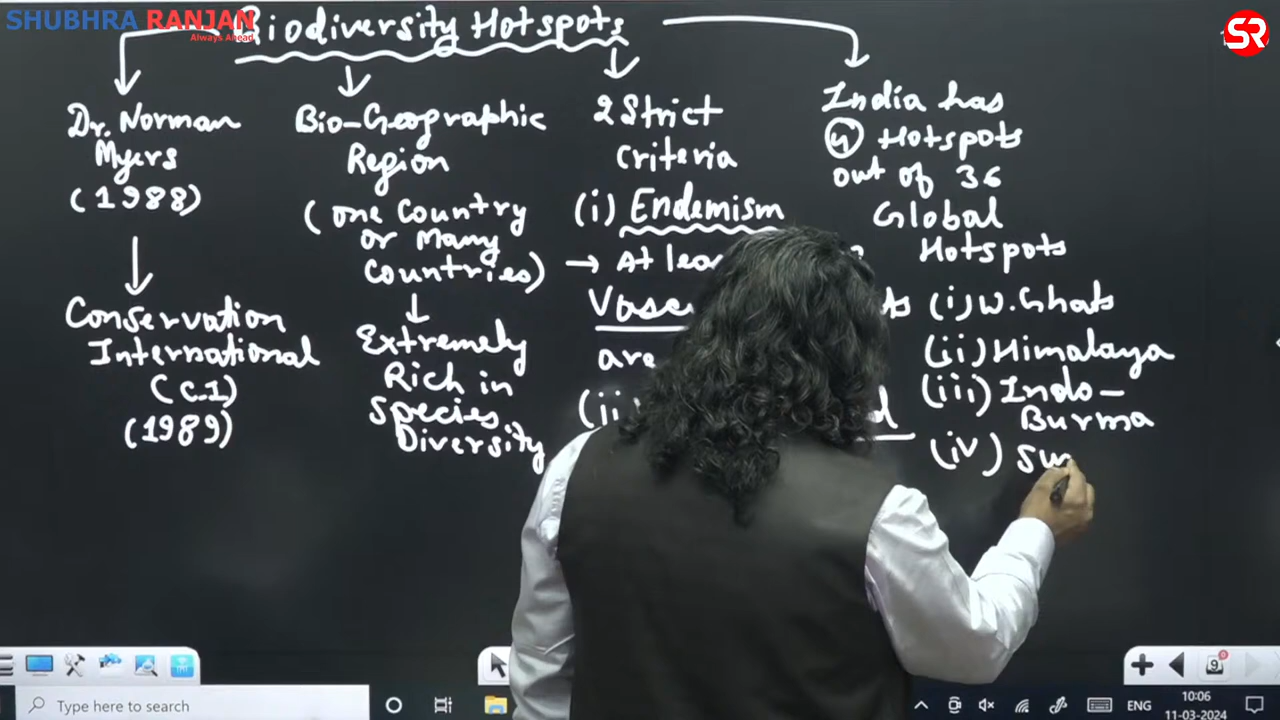 SHUBHRA RANJAN
Always Ahead
SR
Biodiversity Hotspots
Dr. Norman
Myers
(1988)
Conservation
International
(C.I)
(1989)
Bio-Geographic
Region
(one Country
or Many
Countries)
Extremely
Rich in
Species
Diversity
2 Strict
Criteria
(i) Endemism
→ At
are
(ii)
India has
4 Hotspots
out of 36
Global
Hotspots
(i) W. Ghats
(ii) Himalaya
(iii) Indo-
Burma
(iv) Su
Type here to search
9
ENG
10:06
11-03-2024